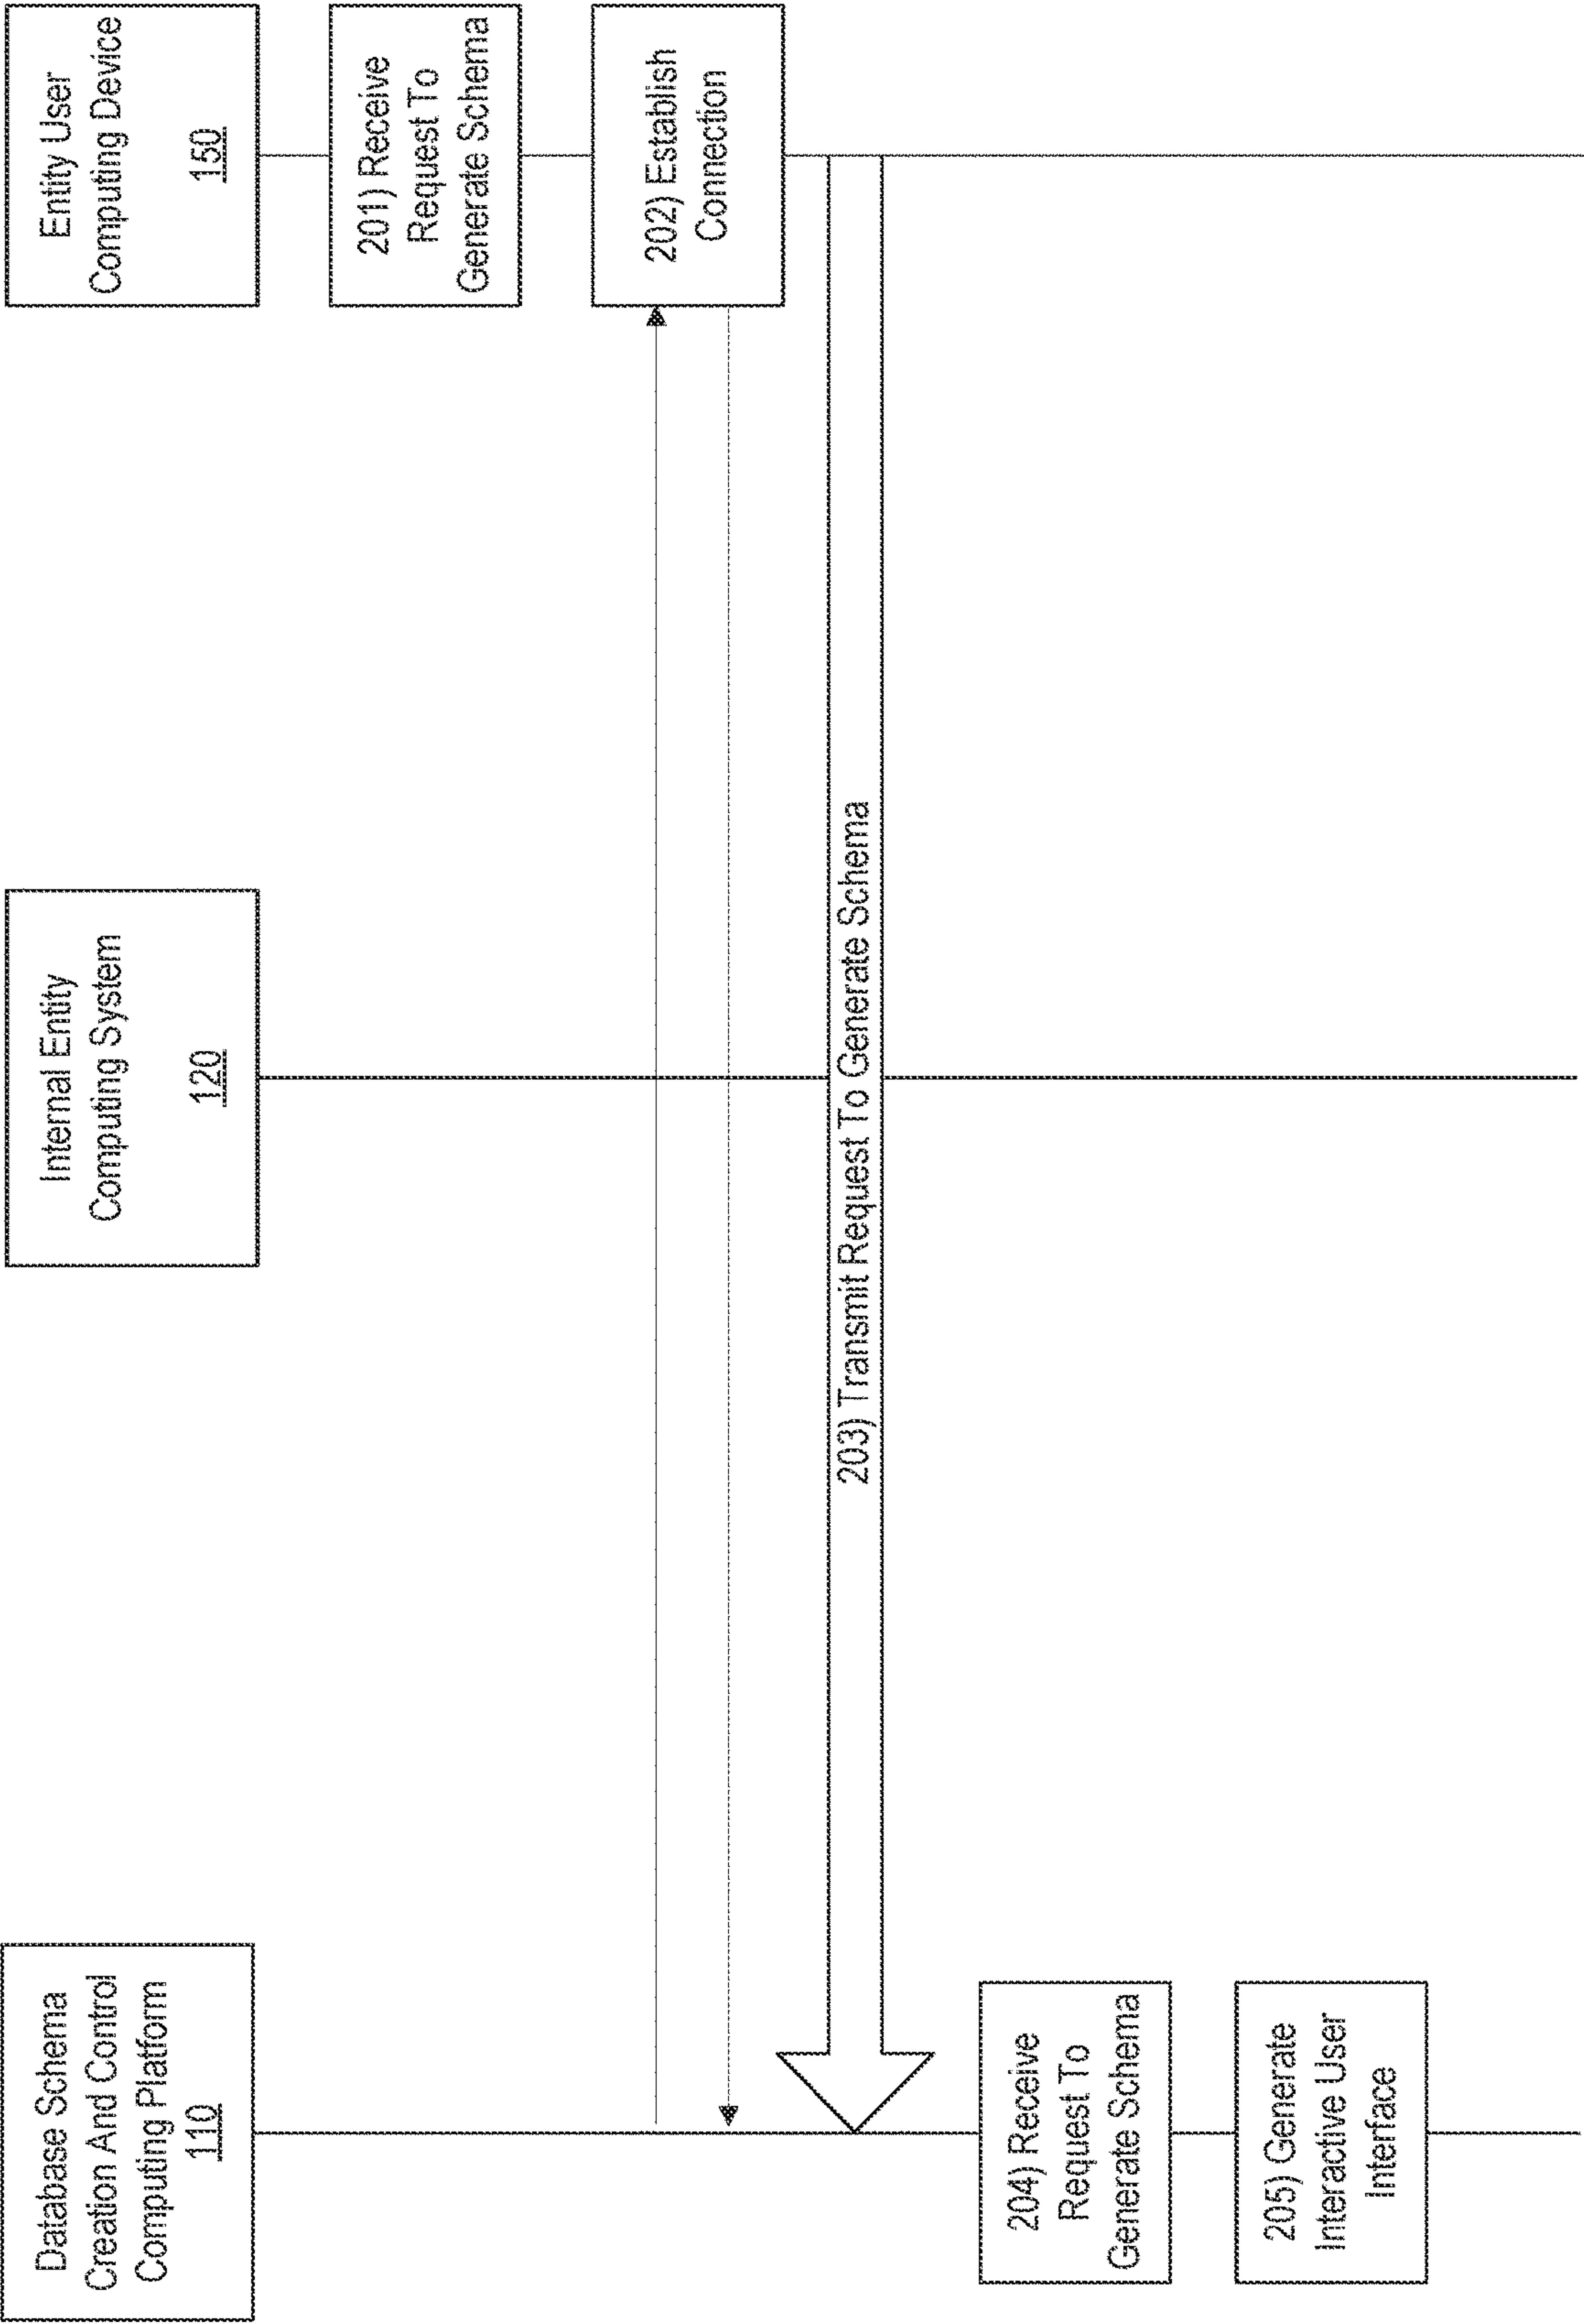 Database Schema
Creation And Control
Computing Platform
110
Internal Entity
Computing System
120
Entity User
Computing Device
150
201) Receive
Request To
Generate Schema
202) Establish
Connection
203) Transmit Request To Generate Schema
204) Receive
Request To
Generate Schema
205) Generate
Interactive User
Interface